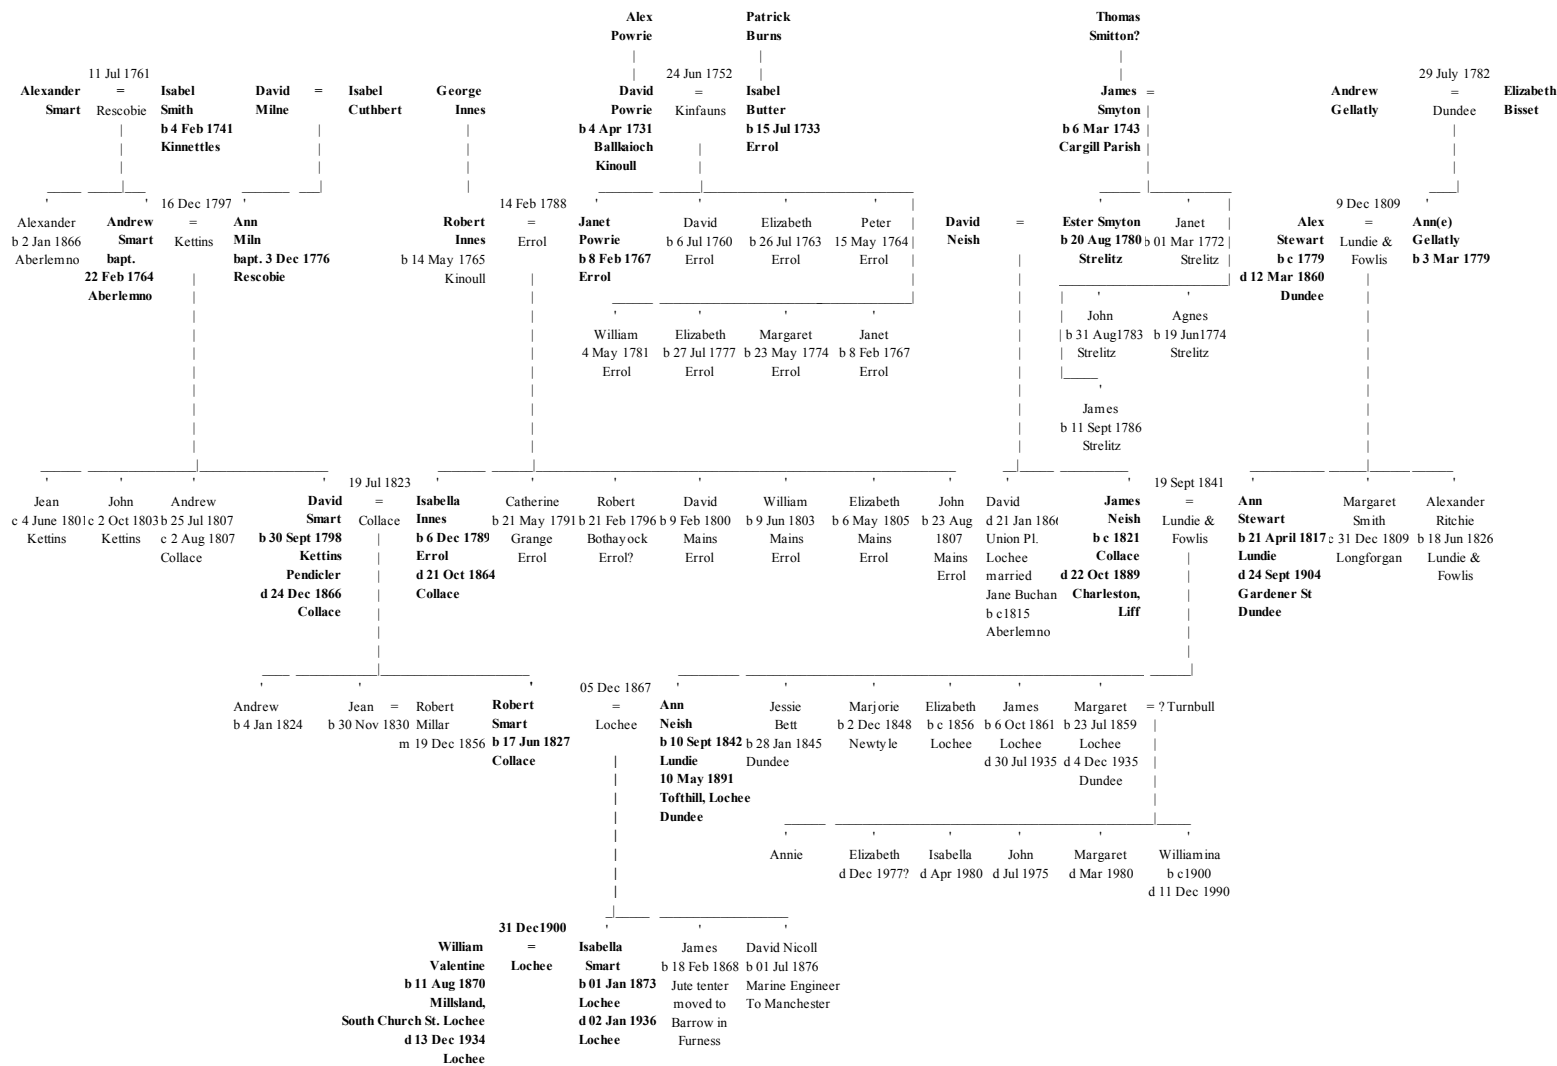 Alex
Powrie
Patrick
Burns
Thomas
Smitton?
Alexander
Smart
11 Jul 1761
=
Rescobie
Isabel
Smith
b 4 Feb 1741
Kinnettles
David
Milne
=
Isabel
Cuthbert
George
Innes
David
Powrie
b 4 Apr 1731
Ballkaioch
Kinoull
24 Jun 1752
=
Kinfauns
Isabel
Butter
b 15 Jul 1733
Errol
James
Smyton
b 6 Mar 1743
Cargill Parish
=
Andrew
Gellatly
29 July 1782
=
Dundee
Elizabeth
Bisset
Alexander
b 2 Jan 1866
Aberlemno
Andrew
Smart
bapt.
22 Feb 1764
Aberlemno
16 Dec 1797
=
Kettins
Ann
Miln
bapt. 3 Dec 1776
Rescobie
Robert
Innes
b 14 May 1765
Kinoull
14 Feb 1788
=
Errol
Janet
Powrie
b 8 Feb 1767
Errol
David
b 6 Jul 1760
Errol
Elizabeth
b 26 Jul 1763
Errol
Peter
15 May 1764
Errol
David
Neish
=
Ester Smyton
b 20 Aug 1780
Strelitz
Janet
b 01 Mar 1772
Strelitz
Alex
Stewart
b c 1779
d 12 Mar 1860
Dundee
9 Dec 1809
=
Lundie &
Fowlis
Ann(e)
Gellatly
b 3 Mar 1779
William
4 May 1781
Errol
Elizabeth
b 27 Jul 1777
Errol
Margaret
b 23 May 1774
Errol
Janet
b 8 Feb 1767
Errol
John
b 31 Aug1783
Strelitz
Agnes
b 19 Jun1774
Strelitz
James
b 11 Sept 1786
Strelitz
Jean
c 4 June 1801
Kettins
John
c 2 Oct 1803
Kettins
Andrew
b 25 Jul 1807
c 2 Aug 1807
Collace
David
Smart
b 30 Sept 1798
Kettins
Pendicler
d 24 Dec 1866
Collace
19 Jul 1823
=
Collace
Isabella
Innes
b 6 Dec 1789
Errol
d 21 Oct 1864
Collace
Catherine
b 21 May 1791
Grange
Errol
Robert
b 21 Feb 1796
Bothayock
Errol?
David
b 9 Feb 1800
Mains
Errol
William
b 9 Jun 1803
Mains
Errol
Elizabeth
b 6 May 1805
Mains
Errol
John
b 23 Aug
1807
Mains
Errol
David
d 21 Jan 186
Union Pl.
Lochee
married
Jane Buchan
b c1815
Aberlemno
James
Neish
b c 1821
Collace
d 22 Oct 1889
Charleston,
Liff
19 Sept 1841
=
Lundie &
Fowlis
Ann
Stewart
b 21 April 1817
Lundie
d 24 Sept 1904
Gardener St
Dundee
Margaret
Smith
c 31 Dec 1809
Longforgan
Alexander
Ritchie
b 18 Jun 1826
Lundie &
Fowlis
Andrew
b 4 Jan 1824
Jean
b 30 Nov 1830
=
Robert
Millar
m 19 Dec 1856
Robert
Smart
b 17 Jun 1827
Collace
05 Dec 1867
=
Lochee
Ann
Neish
b 10 Sept 1842
Lundie
10 May 1891
Tofthill, Lochee
Dundee
Jessie
Bett
b 28 Jan 1845
Dundee
Marjorie
b 2 Dec 1848
Newtyle
Elizabeth
b c 1856
Lochee
James
b 6 Oct 1861
Lochee
d 30 Jul 1935
Margaret
b 23 Jul 1859
Lochee
d 4 Dec 1935
Dundee
= ? Turnbull
Annie
Elizabeth
d Dec 1977?
Isabella
d Apr 1980
John
d Jul 1975
Margaret
d Mar 1980
Williamina
b c1900
d 11 Dec 1990
William
Valentine
b 11 Aug 1870
Millsland,
South Church St. Lochee
d 13 Dec 1934
Lochee
31 Dec1900
=
Lochee
Isabella
Smart
b 01 Jan 1873
Lochee
d 02 Jan 1936
Lochee
James
b 18 Feb 1868
Jute tenter
moved to
Barrow in
Furness
David Nicoll
b 01 Jul 1876
Marine Engineer
To Manchester